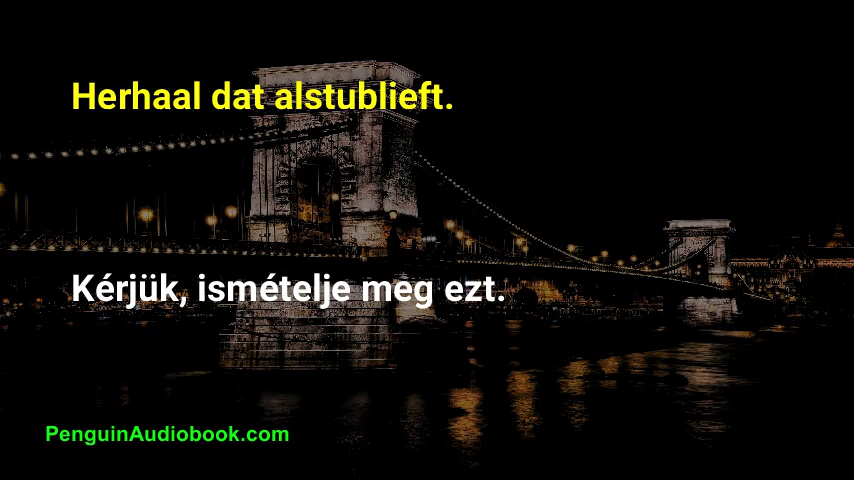 Herhaal dat alstublieft.
Kérjük, ismételje meg ezt.
PenguinAudiobook.com